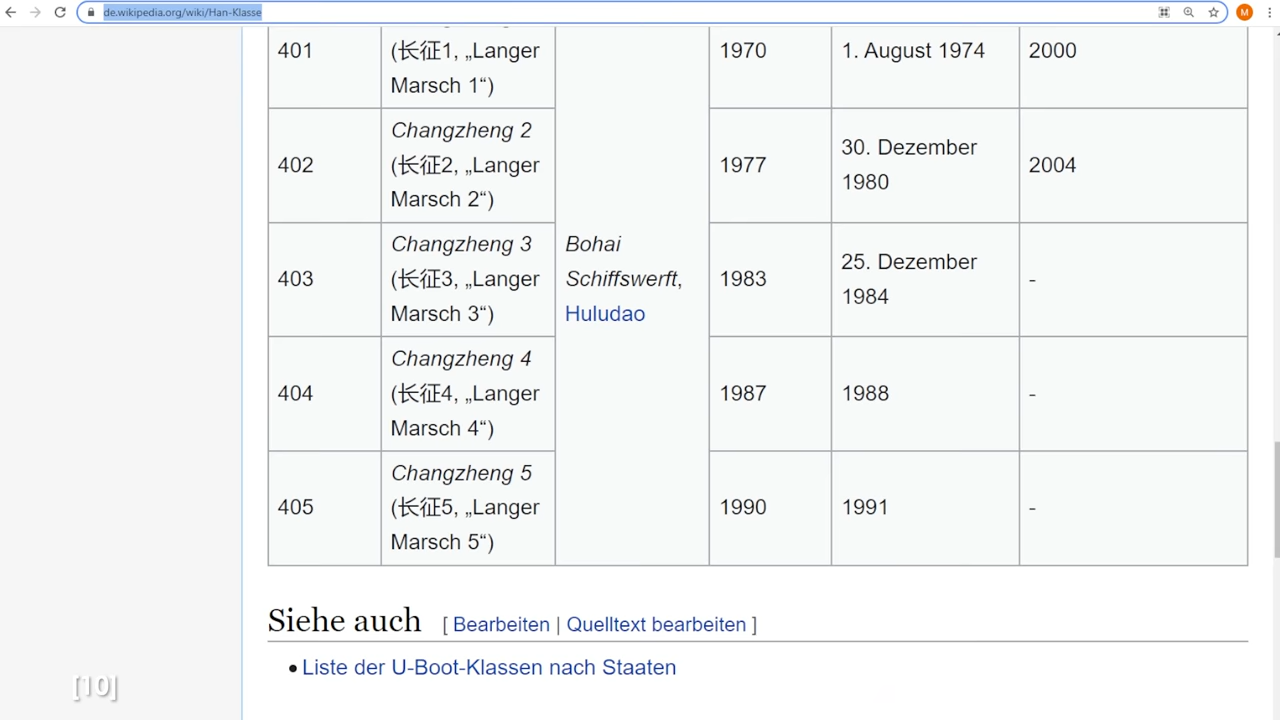 de.wikipedia.org/wiki/Han-Klasse
M
401
(长征1, „Langer
Marsch 1“)
1970
1. August 1974
2000
402
Changzheng 2
(长征2, „Langer
Marsch 2“)
1977
30. Dezember
1980
2004
403
Changzheng 3
(长征3, „Langer
Marsch 3“)
Bohai
Schiffswerft,
Huludao
1983
25. Dezember
1984
-
404
Changzheng 4
(长征4, „Langer
Marsch 4“)
1987
1988
-
405
Changzheng 5
(长征5, „Langer
Marsch 5“)
1990
1991
-
Siehe auch [ Bearbeiten | Quelltext bearbeiten ]
• Liste der U-Boot-Klassen nach Staaten
[10]